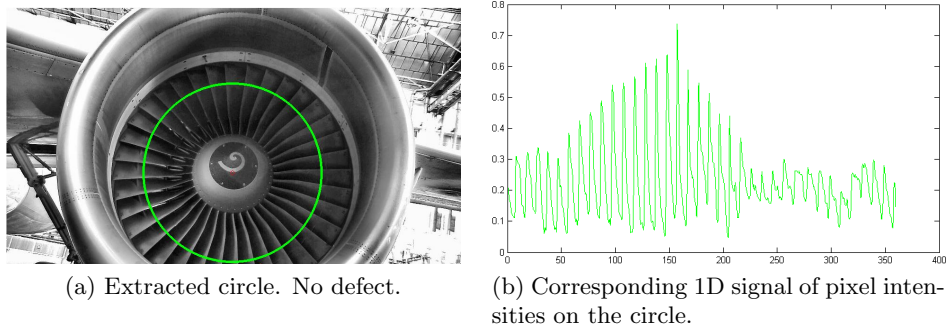 0.8
0.7
0.6
0.5
0.4
0.3
0.2
0.1
0
0 50 100 150 200 250 300 350 400
(a) Extracted circle. No defect.
(b) Corresponding 1D signal of pixel inten-
sities on the circle.